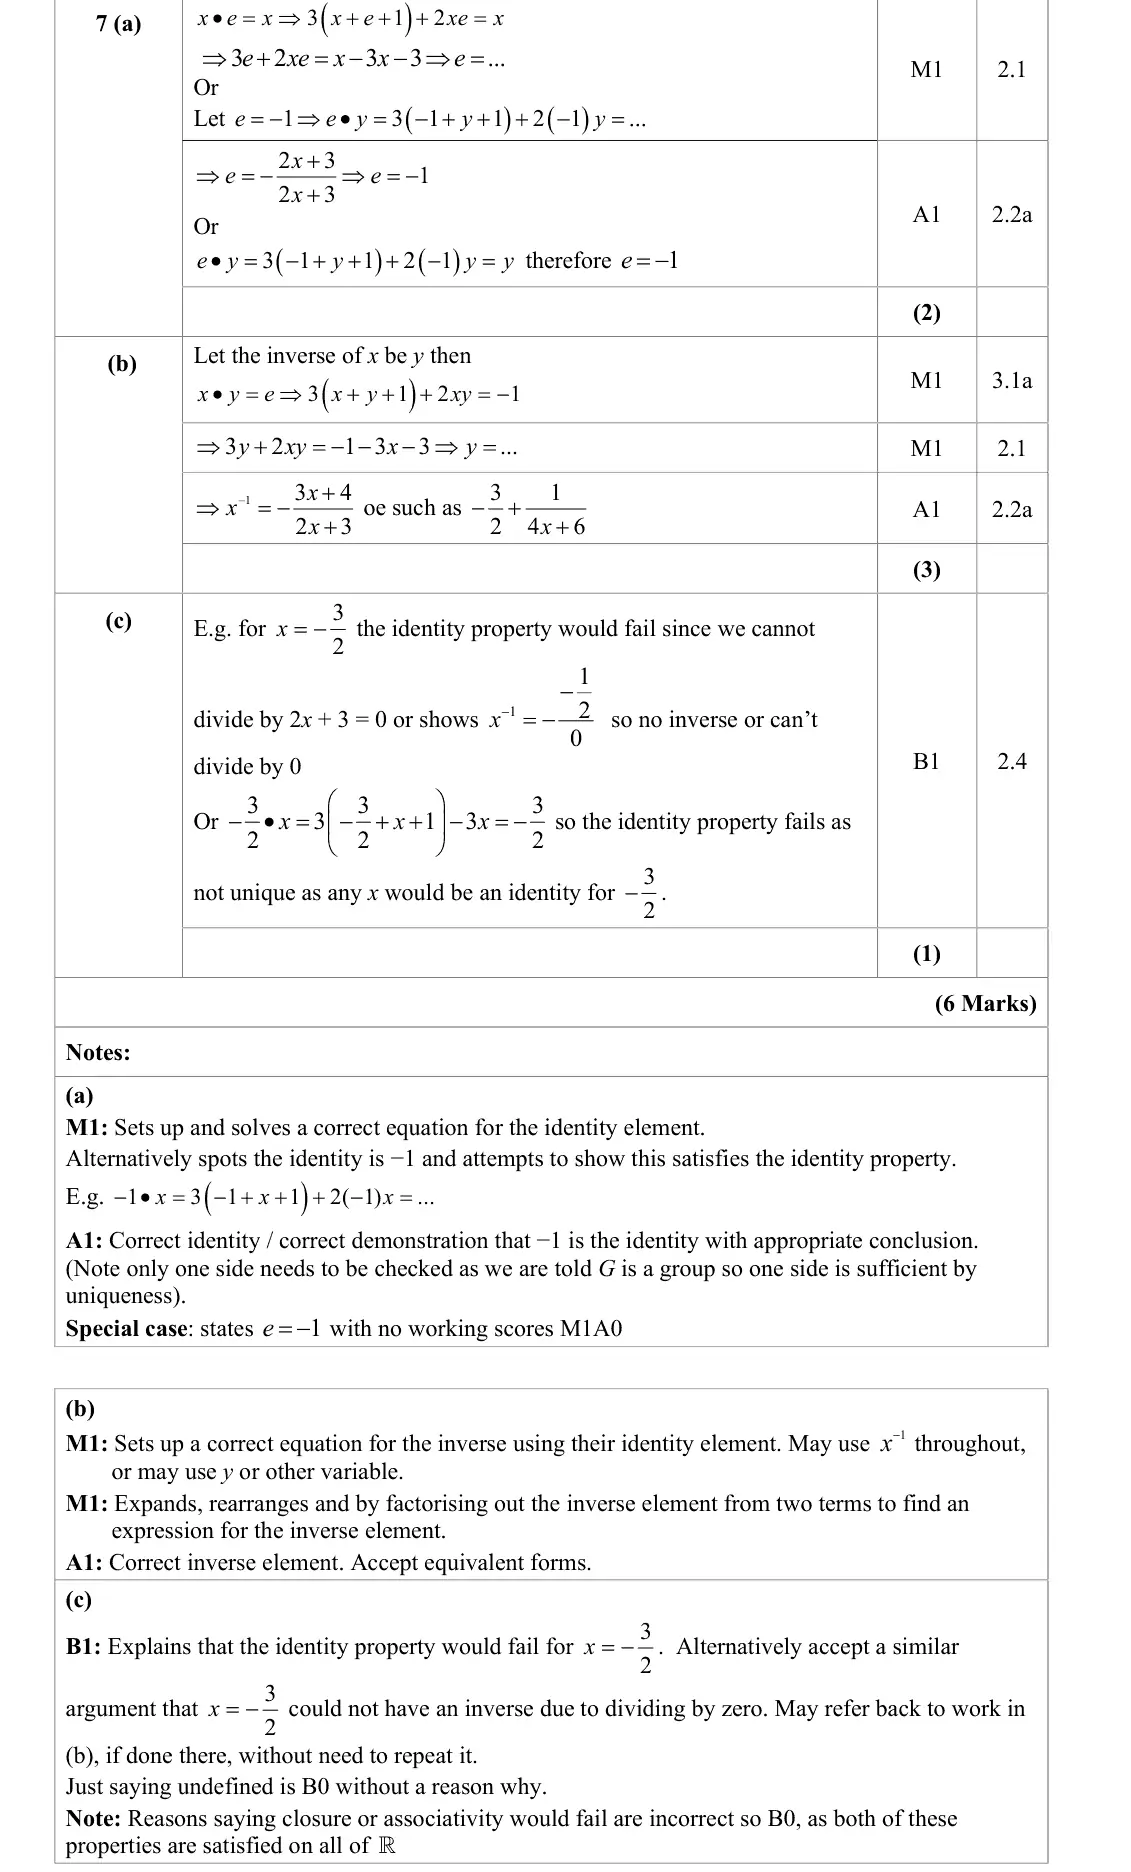 7 (a)
x • e = x ⇒ 3(x + e + 1) + 2xe = x
⇒ 3e + 2xe = x − 3x − 3 ⇒ e = ...
Or
Let e = −1 ⇒ e • y = 3(−1 + y + 1) + 2(−1)y = ...
M1 2.1
⇒ e = −(2x + 3)/(2x + 3) ⇒ e = −1
Or
e • y = 3(−1 + y + 1) + 2(−1)y = y therefore e = −1
A1 2.2a
(2)
(b)
Let the inverse of x be y then
x • y = e ⇒ 3(x + y + 1) + 2xy = −1
M1 3.1a
⇒ 3y + 2xy = −1 − 3x − 3 ⇒ y = ...
M1 2.1
⇒ x⁻¹ = −(3x + 4)/(2x + 3) oe such as −3/2 + 1/(4x + 6)
A1 2.2a
(3)
(c)
E.g. for x = −3/2 the identity property would fail since we cannot
divide by 2x + 3 = 0 or shows x⁻¹ = −(−1/2)/0 so no inverse or can’t
divide by 0
Or −3/2 • x = 3(−3/2 + x + 1) − 3x = −3/2 so the identity property fails as
not unique as any x would be an identity for −3/2.
B1 2.4
(1)
(6 Marks)
Notes:
(a)
M1: Sets up and solves a correct equation for the identity element.
Alternatively spots the identity is −1 and attempts to show this satisfies the identity property.
E.g. −1 • x = 3(−1 + x + 1) + 2(−1)x = ...
A1: Correct identity / correct demonstration that −1 is the identity with appropriate conclusion.
(Note only one side needs to be checked as we are told G is a group so one side is sufficient by
uniqueness).
Special case: states e = −1 with no working scores M1A0
(b)
M1: Sets up a correct equation for the inverse using their identity element. May use x⁻¹ throughout,
or may use y or other variable.
M1: Expands, rearranges and by factorising out the inverse element from two terms to find an
expression for the inverse element.
A1: Correct inverse element. Accept equivalent forms.
(c)
B1: Explains that the identity property would fail for x = −3/2. Alternatively accept a similar
argument that x = −3/2 could not have an inverse due to dividing by zero. May refer back to work in
(b), if done there, without need to repeat it.
Just saying undefined is B0 without a reason why.
Note: Reasons saying closure or associativity would fail are incorrect so B0, as both of these
properties are satisfied on all of ℝ